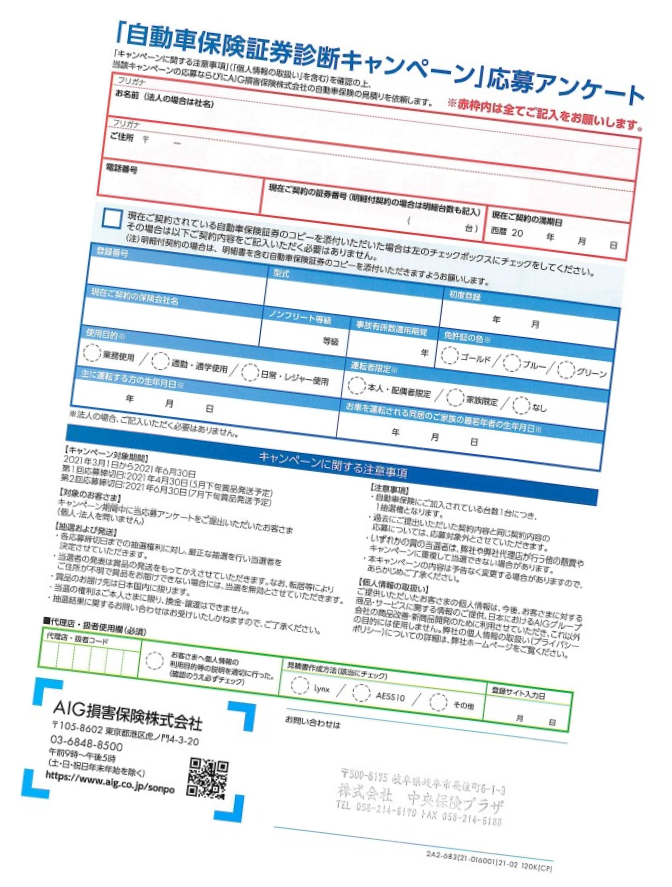 「自動車保険証券診断キャンペーン」応募アンケート
「キャンペーンに関する注意事項」(「個人情報の取扱い」を含む)を確認の上、
当該キャンペーンの応募ならびにAIG損害保険株式会社の自動車保険の見積りを依頼します。
※赤枠内は全てご記入をお願いします。
フリガナ
お名前(法人の場合は社名)
フリガナ
ご住所 〒 ー
電話番号
現在ご契約の証券番号(明細付契約の場合は明細台数も記入)
( 台)
現在ご契約の満期日
西暦 20 年 月 日
現在ご契約されている自動車保険証券のコピーを添付いただいた場合は左のチェックボックスにチェックをしてください。
その場合は以下ご契約内容をご記入いただく必要はありません。
(注)明細付契約の場合は、明細書を含む自動車保険証券のコピーを添付いただきますようお願いします。
登録番号
型式
初度登録
年 月
現在ご契約の保険会社名
ノンフリート等級
等級
事故有係数適用期間
年
免許証の色※
ゴールド / ブルー / グリーン
使用目的※
業務使用 / 通勤・通学使用 / 日常・レジャー使用
運転者限定※
本人・配偶者限定 / 家族限定 / なし
主に運転する方の生年月日※
年 月 日
お車を運転される同居のご家族の最若年者の生年月日※
年 月 日
※法人の場合、ご記入いただく必要はありません。
キャンペーンに関する注意事項
【キャンペーン対象期間】
2021年3月1日から2021年6月30日
第1回応募締切日:2021年4月30日(5月下旬賞品発送予定)
第2回応募締切日:2021年6月30日(7月下旬賞品発送予定)
【対象のお客さま】
キャンペーン期間中に当応募アンケートをご提出いただいたお客さま
(個人・法人を問いません)
【抽選および発送】
・各応募締切日までの抽選権利に対し、厳正な抽選を行い当選者を
決定させていただきます。
・当選者の発表は賞品の発送をもってかえさせていただきます。なお、転居等により
ご住所が不明で賞品をお届けできない場合には、当選を無効とさせていただきます。
・賞品のお届け先は日本国内に限ります。
・当選の権利はご本人さまに限り、換金・譲渡はできません。
・抽選結果に関するお問い合わせはお受けいたしかねますので、ご了承ください。
【注意事項】
・自動車保険にご加入されている台数1台につき、
1抽選権となります。
・過去にご提出いただいた契約内容と同じ契約内容の
応募については、応募対象外とさせていただきます。
・いずれかの賞の当選者は、弊社や弊社代理店が行う他の懸賞や
キャンペーンに重複して当選できない場合があります。
・本キャンペーンの内容は予告なく変更する場合がありますので、
あらかじめご了承ください。
【個人情報の取扱い】
ご提供いただいたお客さまの個人情報は、今後、お客さまに対する
商品・サービスに関する情報のご提供、日本におけるAIGグループ
会社の商品改善・新商品開発のために利用させていただき、これ以外
の目的には使用しません。弊社の個人情報の取扱い(プライバシー
ポリシー)についての詳細は、弊社ホームページをご覧ください。
■代理店・扱者使用欄(必須)
代理店・扱者コード
お客さまへ個人情報の
利用目的等の説明を適切に行った。
(確認のうえ必ずチェック)
見積書作成方法(該当にチェック)
Lynx / AES510 / その他
登録サイト入力日
月 日
AIG損害保険株式会社
〒105-8602 東京都港区虎ノ門4-3-20
03-6848-8500
午前9時〜午後5時
(土・日・祝日年末年始を除く)
https://www.aig.co.jp/sonpo
お問い合わせは
〒500-8175 岐阜県岐阜市長住町6-1-3
株式会社 中央保険プラザ
TEL 058-214-6170 FAX 058-214-6188
2A2-683(21-016001)21-02 120K(CP)